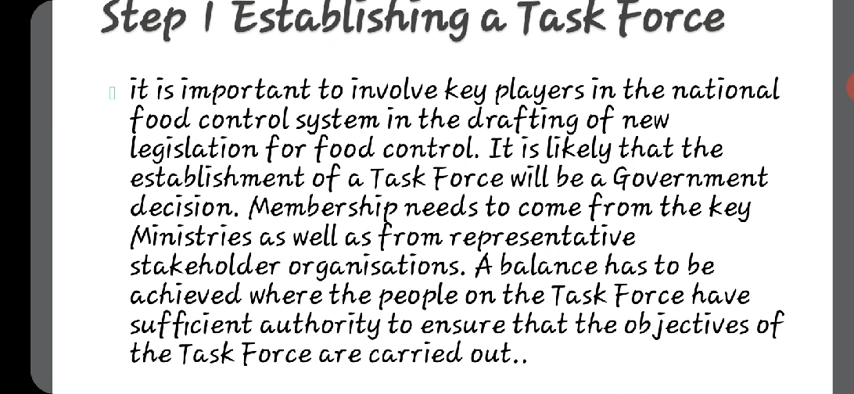 Step 1 Establishing a Task Force
it is important to involve key players in the national
food control system in the drafting of new
legislation for food control. It is likely that the
establishment of a Task Force will be a Government
decision. Membership needs to come from the key
Ministries as well as from representative
stakeholder organisations. A balance has to be
achieved where the people on the Task Force have
sufficient authority to ensure that the objectives of
the Task Force are carried out..